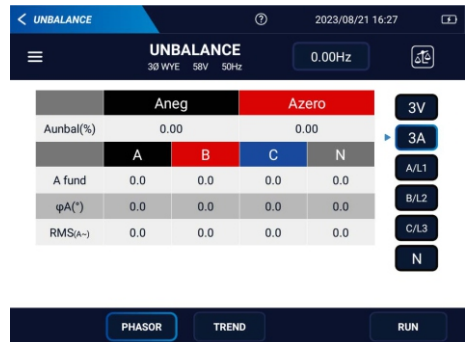 < UNBALANCE ? 2023/08/21 16:27
UNBALANCE
3Ø WYE 58V 50Hz
0.00Hz
Aneg Azero
Aunbal(%) 0.00 0.00
A B C N
A fund 0.0 0.0 0.0 0.0
φA(°) 0.0 0.0 0.0 0.0
RMS(A~) 0.0 0.0 0.0 0.0
3V
3A
A/L1
B/L2
C/L3
N
PHASOR TREND RUN